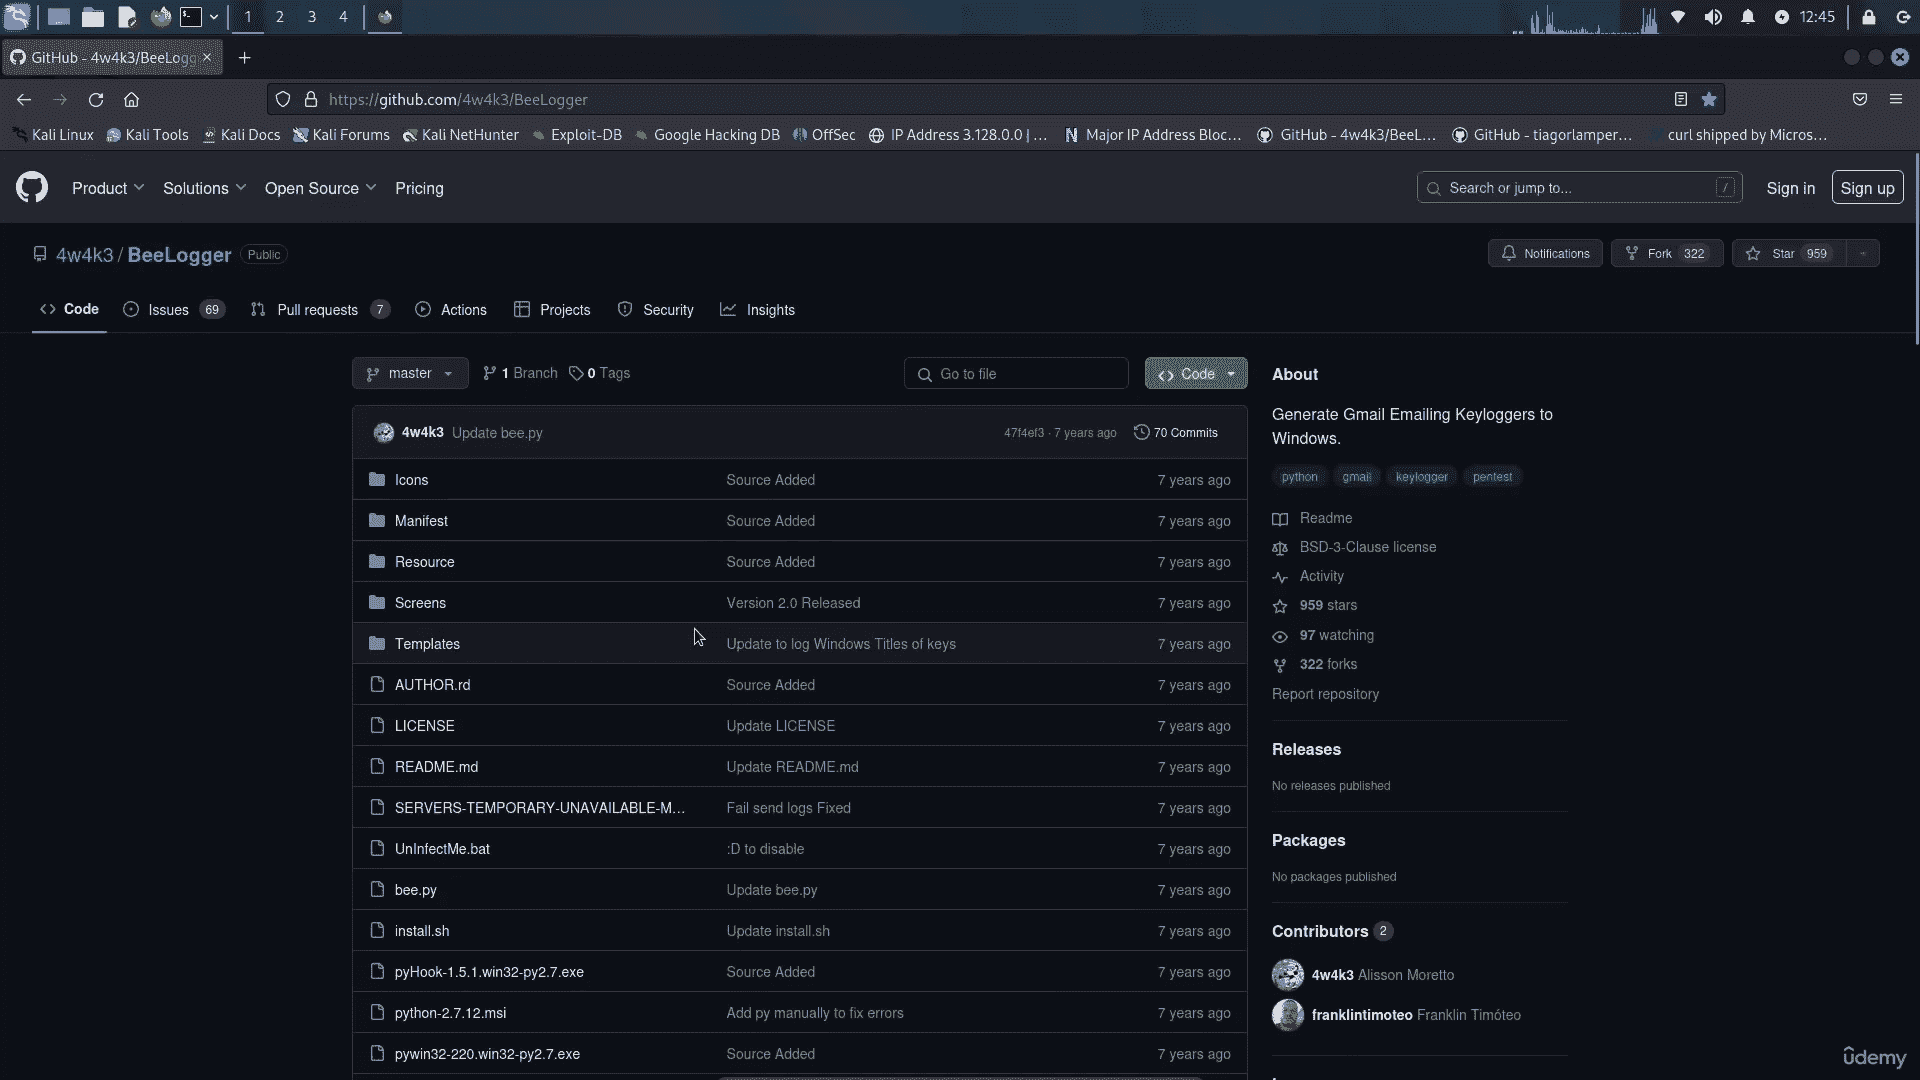 1 2 3 4 12:45
GitHub - 4w4k3/BeeLogg
https://github.com/4w4k3/BeeLogger
Kali Linux Kali Tools Kali Docs Kali Forums Kali NetHunter Exploit-DB Google Hacking DB OffSec IP Address 3.128.0.0 | ... Major IP Address Bloc... GitHub - 4w4k3/BeeL... GitHub - tiagorlamper... curl shipped by Micros...
Product Solutions Open Source Pricing Search or jump to... / Sign in Sign up
4w4k3 / BeeLogger Public Notifications Fork 322 Star 959
Code Issues 69 Pull requests 7 Actions Projects Security Insights
master 1 Branch 0 Tags Go to file Code
4w4k3 Update bee.py 47f4ef3 · 7 years ago 70 Commits
Icons Source Added 7 years ago
Manifest Source Added 7 years ago
Resource Source Added 7 years ago
Screens Version 2.0 Released 7 years ago
Templates Update to log Windows Titles of keys 7 years ago
AUTHOR.rd Source Added 7 years ago
LICENSE Update LICENSE 7 years ago
README.md Update README.md 7 years ago
SERVERS-TEMPORARY-UNAVAILABLE-M... Fail send logs Fixed 7 years ago
UnInfectMe.bat :D to disable 7 years ago
bee.py Update bee.py 7 years ago
install.sh Update install.sh 7 years ago
pyHook-1.5.1.win32-py2.7.exe Source Added 7 years ago
python-2.7.12.msi Add py manually to fix errors 7 years ago
pywin32-220.win32-py2.7.exe Source Added 7 years ago
About
Generate Gmail Emailing Keyloggers to
Windows.
python gmail keylogger pentest
Readme
BSD-3-Clause license
Activity
959 stars
97 watching
322 forks
Report repository
Releases
No releases published
Packages
No packages published
Contributors 2
4w4k3 Alisson Moretto
franklintimoteo Franklin Timóteo
ûdemy